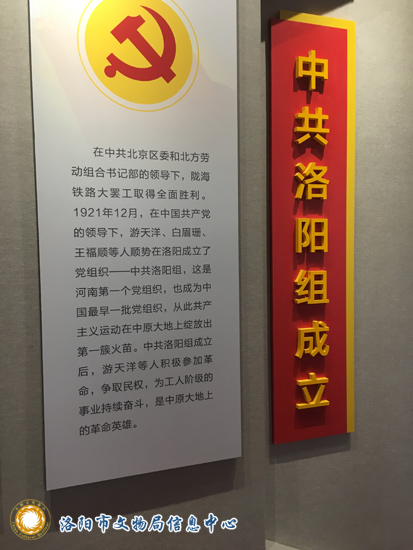 在中共北京区委和北方劳
动组合书记部的领导下，陇海
铁路大罢工取得全面胜利。
1921年12月，在中国共产党
的领导下，游天洋、白眉珊、
王福顺等人顺势在洛阳成立了
党组织——中共洛阳组，这是
河南第一个党组织，也成为中
国最早一批党组织，从此共产
主义运动在中原大地上绽放出
第一簇火苗。中共洛阳组成立
后，游天洋等人积极参加革
命，争取民权，为工人阶级的
事业持续奋斗，是中原大地上
的革命英雄。
中共洛阳组成立
洛阳市文物局信息中心